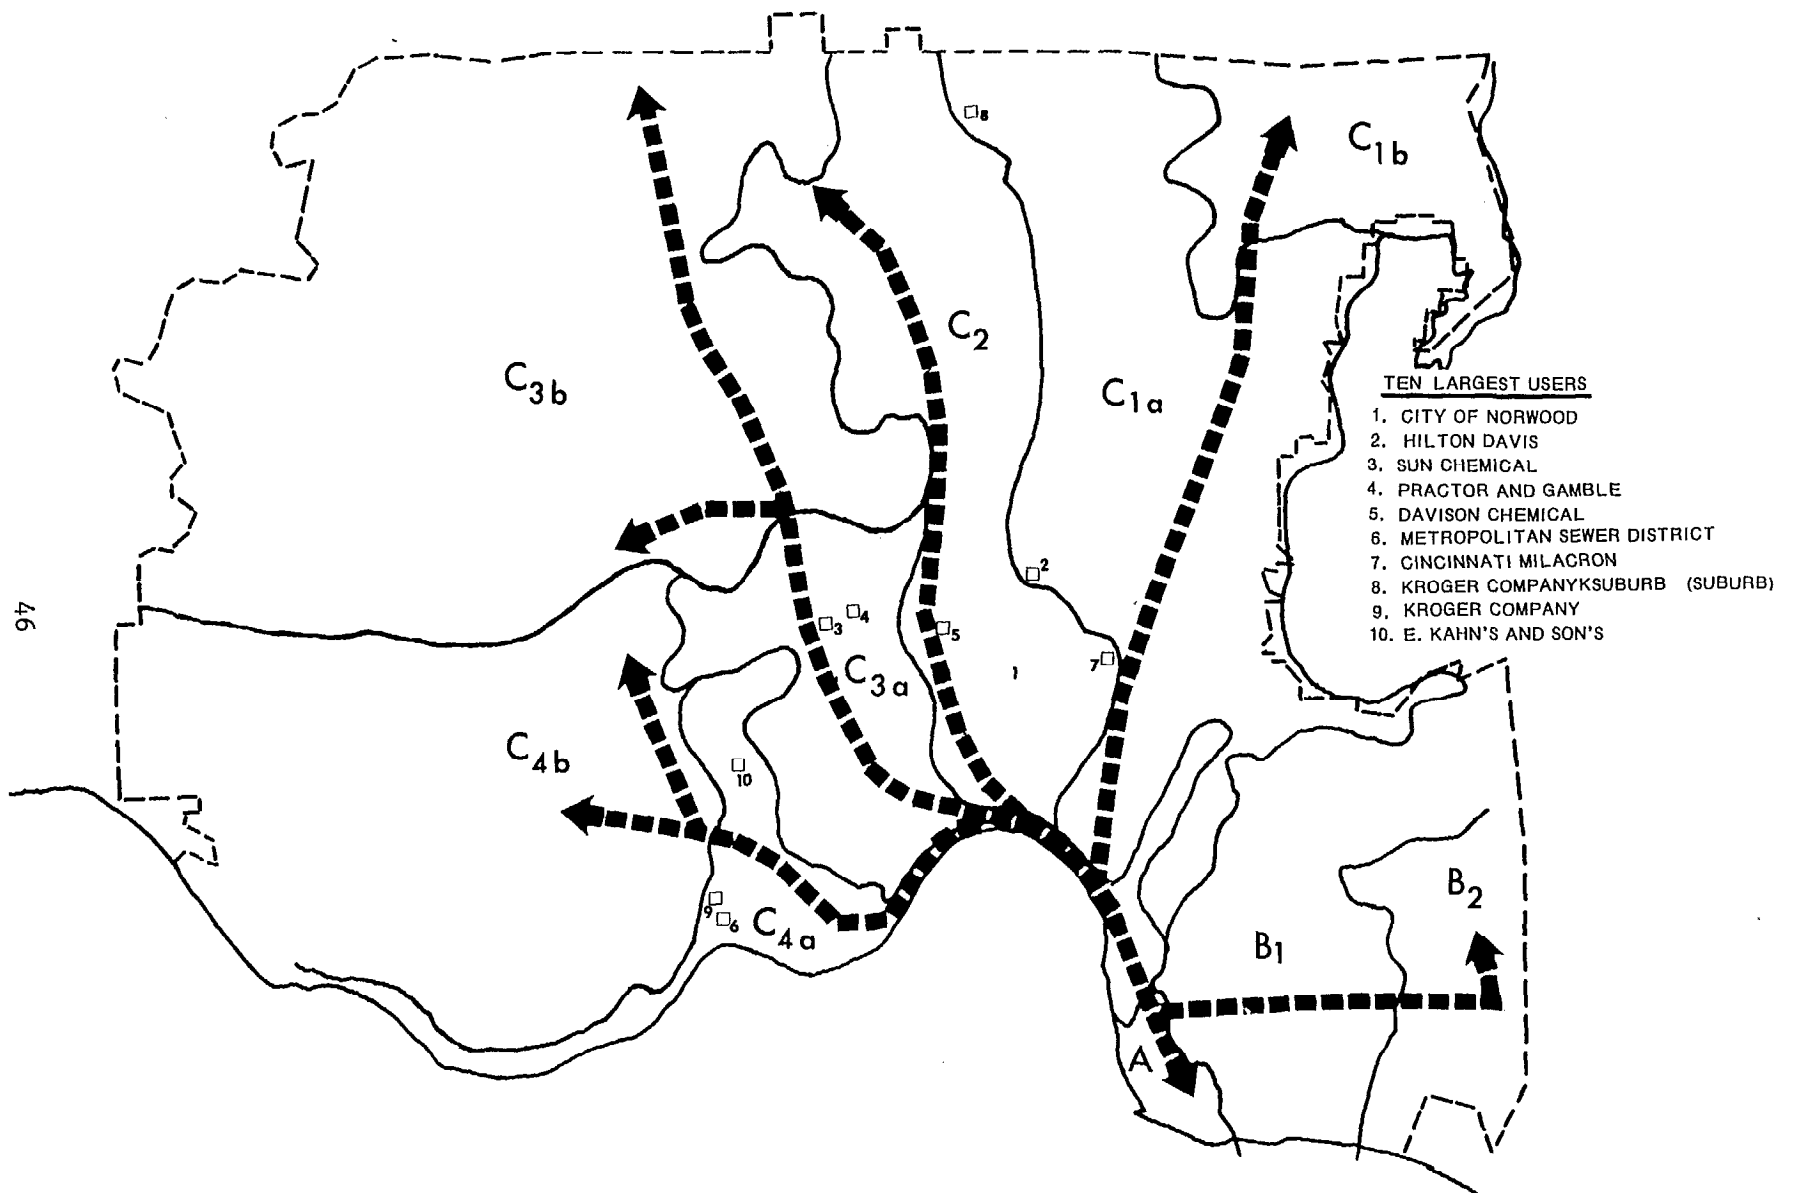 8
C1b
C2
C3b
C1a
TEN LARGEST USERS
1. CITY OF NORWOOD
2. HILTON DAVIS
3. SUN CHEMICAL
4. PRACTOR AND GAMBLE
5. DAVISON CHEMICAL
6. METROPOLITAN SEWER DISTRICT
7. CINCINNATI MILACRON
8. KROGER COMPANYKSUBURB (SUBURB)
9. KROGER COMPANY
10. E. KAHN'S AND SON'S
2
46
3
4
5
7
1
C3a
C4b
10
9
6
C4a
B2
B1
A